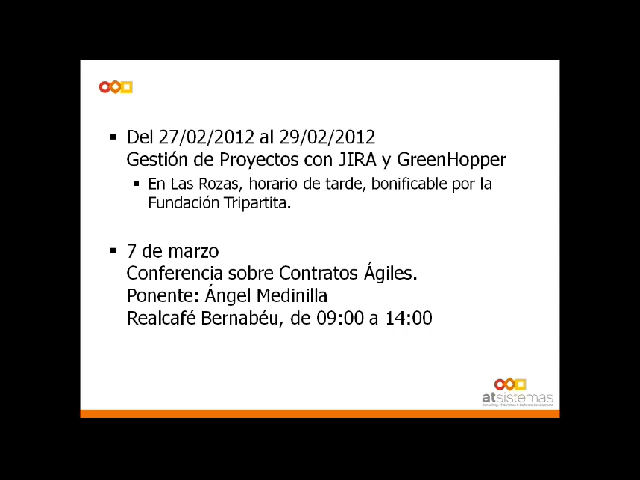 Del 27/02/2012 al 29/02/2012
Gestión de Proyectos con JIRA y GreenHopper
En Las Rozas, horario de tarde, bonificable por la
Fundación Tripartita.
7 de marzo
Conferencia sobre Contratos Ágiles.
Ponente: Ángel Medinilla
Realcafé Bernabéu, de 09:00 a 14:00
atsistemas